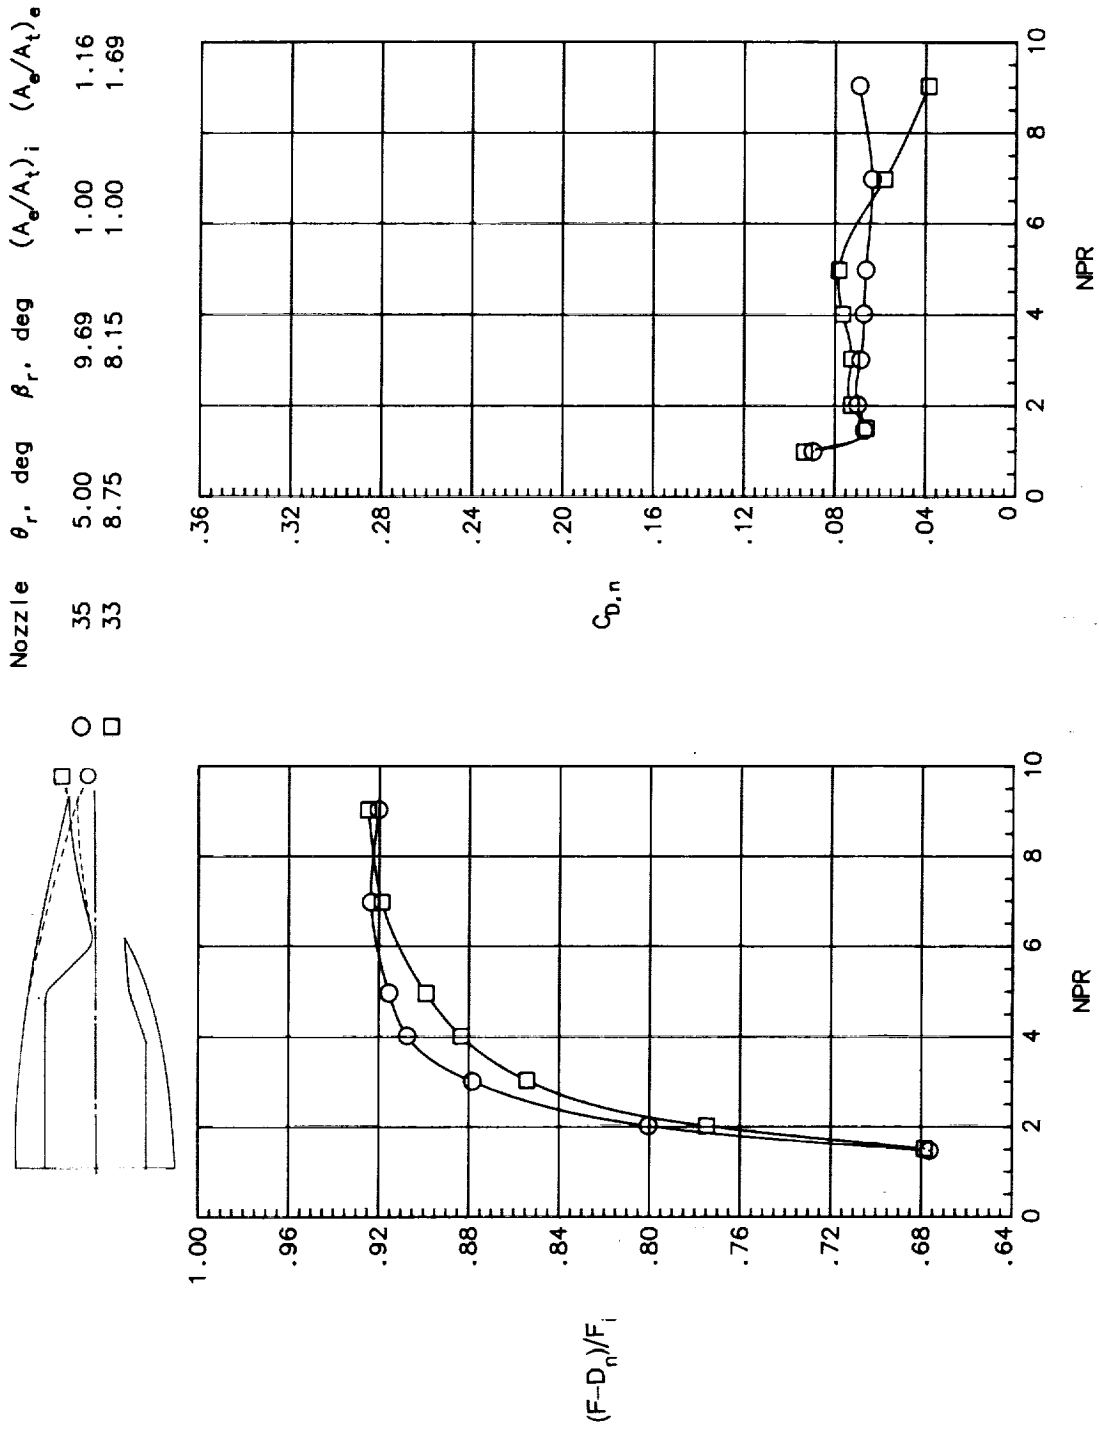 Nozzle θr, deg βr, deg (Ae/At)i (Ae/At)e
35 5.00 9.69 1.00 1.16
33 8.75 8.15 1.00 1.69
1.00
.96
.92
.88
.84
.80
.76
.72
.68
.64
(F-Dn)/Fi
0 2 4 6 8 10
NPR
.36
.32
.28
.24
.20
.16
.12
.08
.04
0
CD,n
0 2 4 6 8 10
NPR